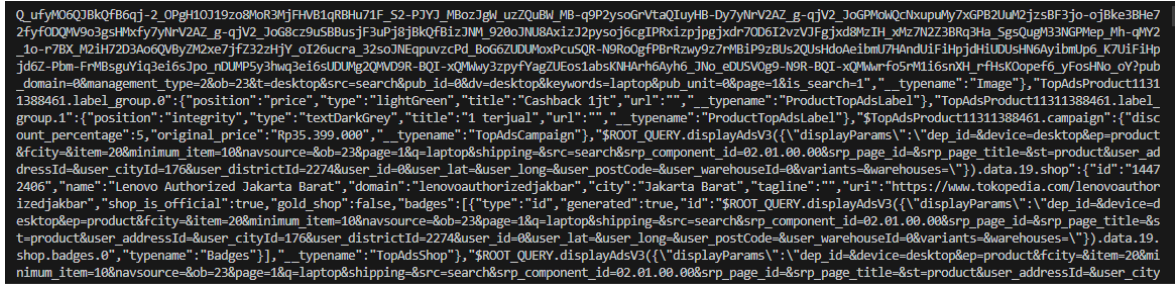 Q_ufyMO6QJBkQfB6qj-2_OPgH1OJ19zo8MoR3MjFHVB1qRBHu71F_S2-PJYJ_MBozJgW_uzZQuBW_MB-q9P2ysoGrVtaQIuyHB-Dy7yNrV2AZ_g-qjV2_JoGPMoWQcNxupuMy7xGPB2UuM2jzsBF3jo-ojBke3BHe7
2fyfODQMV9o3gsHMxfy7yNrV2AZ_g-qjV2_JoG8cz9uSBBusjF3uPj8jBkQfBizJNM_920oJNU8AxizJ2pysoj6cgIPRxizpjpgjxdr7OD6I2vzVJFgjxd8MzIH_xMz7N2Z3BRq3Ha_SgsQugM33NGPMep_Mh-qMY2
_1o-r7BX_M2iH72D3Ao6QVByZM2xe7jfZ32zHjY_oI26ucra_32soJNEqpuvzcPd_BoG6ZUDUMoxPcuSQR-N9RoOgfPBrRzwy9z7rMBiP9zBUs2QUsHdoAeibmU7HAndUiFiHpjdHiUDUsHN6AyibmUp6_K7UiFiHp
jd6Z-Pbm-FrMBsguYiq3ei6sJpo_nDUMP5y3hwq3ei6sUDUMg2QMVD9R-BQI-xQMWwy3zpyfYagZUEos1absKNHArh6Ayh6_JNo_eDUSVOg9-N9R-BQI-xQMWwrfo5rM1i6snXH_rfHsKOopef6_yFosHNo_oY?pub
_domain=0&management_type=2&ob=23&t=desktop&src=search&pub_id=0&dv=desktop&keywords=laptop&pub_unit=0&page=1&is_search=1","__typename":"Image"},"TopAdsProduct1131
1388461.label_group.0":{"position":"price","type":"lightGreen","title":"Cashback 1jt","url":"","__typename":"ProductTopAdsLabel"},"TopAdsProduct11311388461.label_
group.1":{"position":"integrity","type":"textDarkGrey","title":"1 terjual","url":"","__typename":"ProductTopAdsLabel"},"$TopAdsProduct11311388461.campaign":{"disc
ount_percentage":5,"original_price":"Rp35.399.000","__typename":"TopAdsCampaign"},"$ROOT_QUERY.displayAdsV3({\"displayParams\":\"dep_id=&device=desktop&ep=product
&fcity=&item=20&minimum_item=10&navsource=&ob=23&page=1&q=laptop&shipping=&src=search&srp_component_id=02.01.00.00&srp_page_id=&srp_page_title=&st=product&user_ad
dressId=&user_cityId=176&user_districtId=2274&user_id=0&user_lat=&user_long=&user_postCode=&user_warehouseId=0&variants=&warehouses=\"}).data.19.shop":{"id":"1447
2406","name":"Lenovo Authorized Jakarta Barat","domain":"lenovoauthorizedjakbar","city":"Jakarta Barat","tagline":"","uri":"https://www.tokopedia.com/lenovoauthor
izedjakbar","shop_is_official":true,"gold_shop":false,"badges":[{"type":"id","generated":true,"id":"$ROOT_QUERY.displayAdsV3({\"displayParams\":\"dep_id=&device=d
esktop&ep=product&fcity=&item=20&minimum_item=10&navsource=&ob=23&page=1&q=laptop&shipping=&src=search&srp_component_id=02.01.00.00&srp_page_id=&srp_page_title=&s
t=product&user_addressId=&user_cityId=176&user_districtId=2274&user_id=0&user_lat=&user_long=&user_postCode=&user_warehouseId=0&variants=&warehouses=\"}).data.19.
shop.badges.0","typename":"Badges"}],"__typename":"TopAdsShop"},"$ROOT_QUERY.displayAdsV3({\"displayParams\":\"dep_id=&device=desktop&ep=product&fcity=&item=20&mi
nimum_item=10&navsource=&ob=23&page=1&q=laptop&shipping=&src=search&srp_component_id=02.01.00.00&srp_page_id=&srp_page_title=&st=product&user_addressId=&user_city